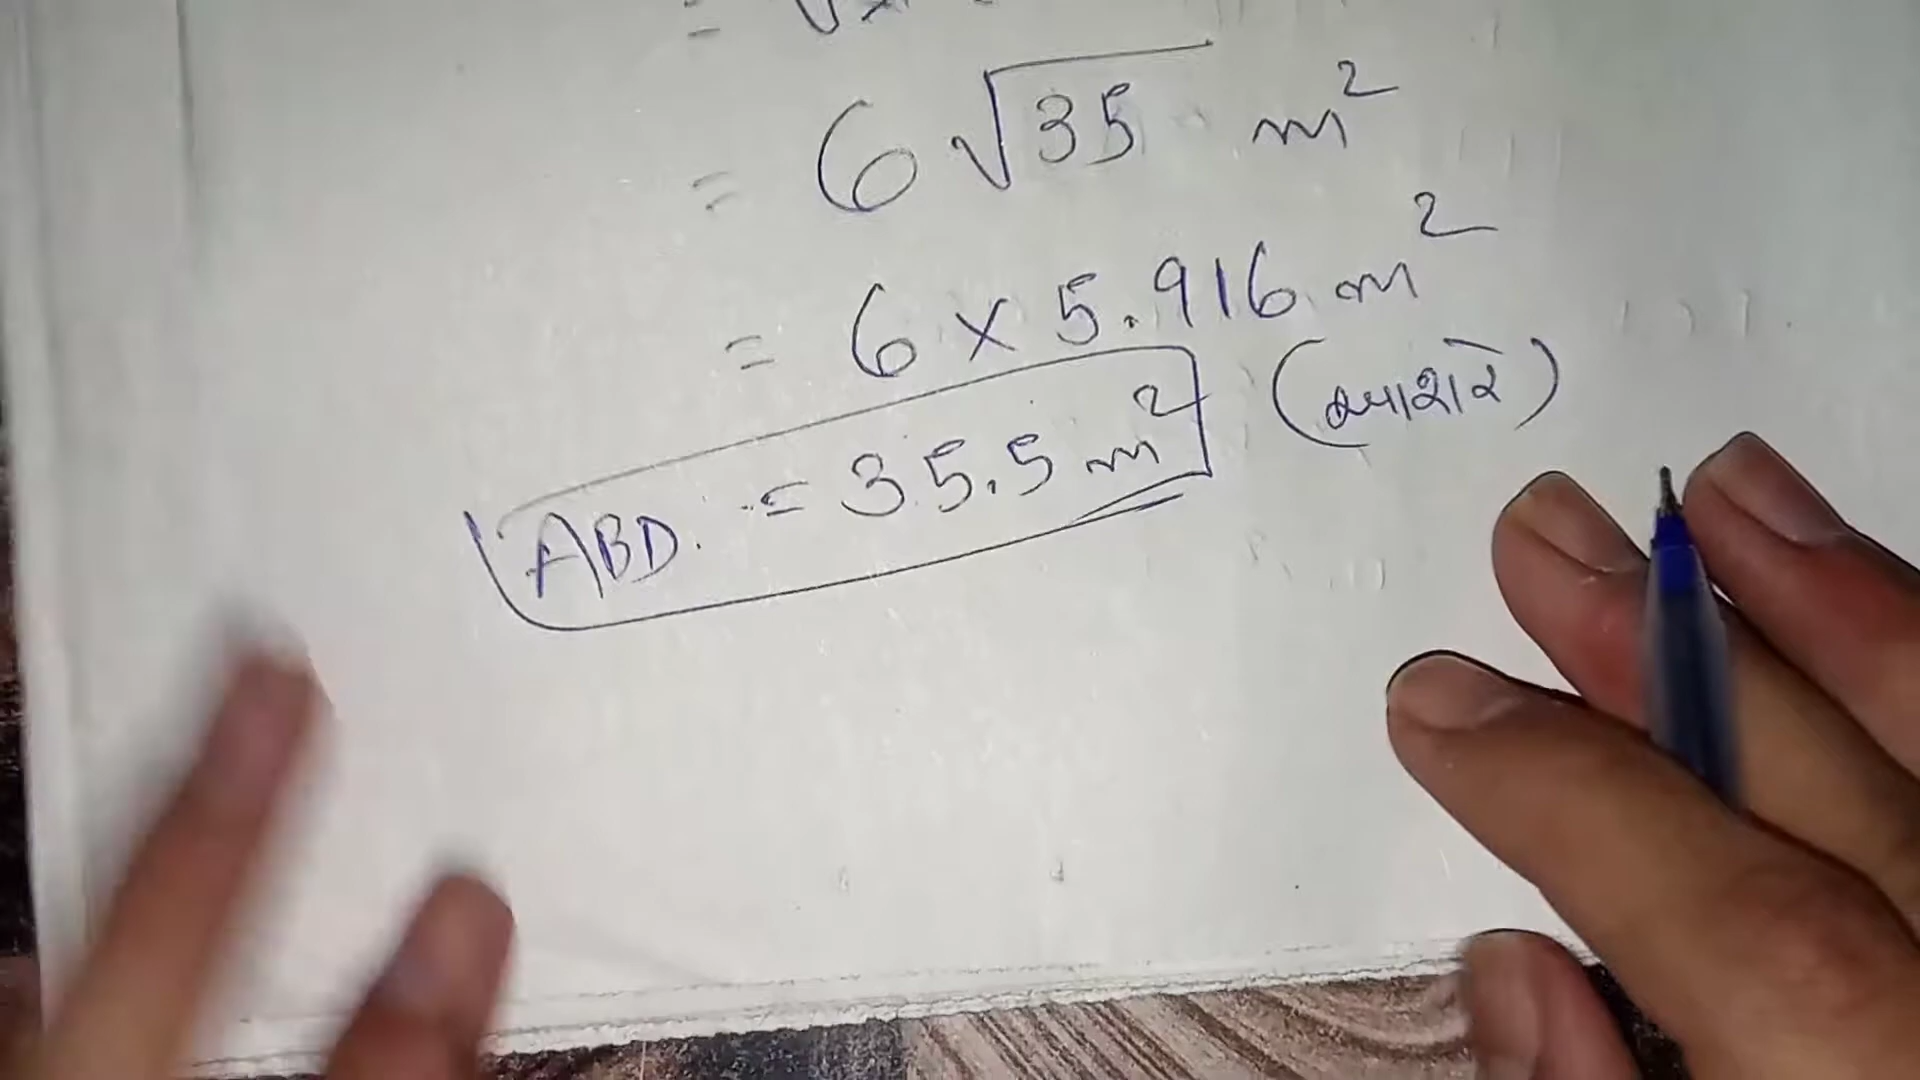 = 6√35 m²
= 6 × 5.916 m²
(આશરે)
ABD. = 35.5 m²